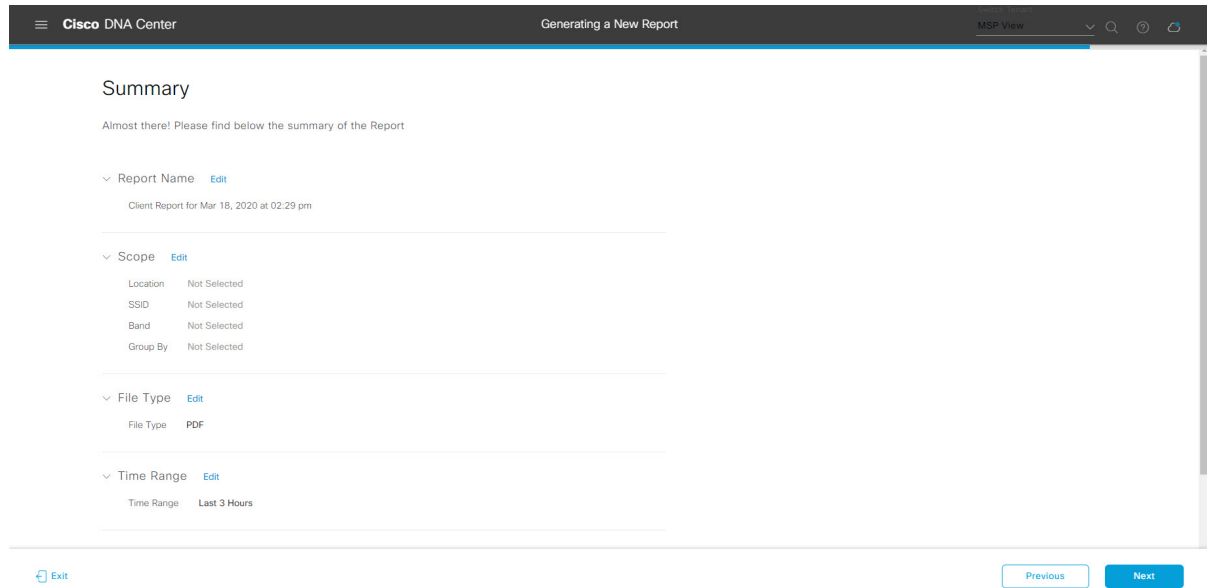 Cisco DNA Center
Generating a New Report
MSP View
Summary
Almost there! Please find below the summary of the Report
Report Name Edit
Client Report for Mar 18, 2020 at 02:29 pm
Scope Edit
Location Not Selected
SSID Not Selected
Band Not Selected
Group By Not Selected
File Type Edit
File Type PDF
Time Range Edit
Time Range Last 3 Hours
Exit
Previous
Next